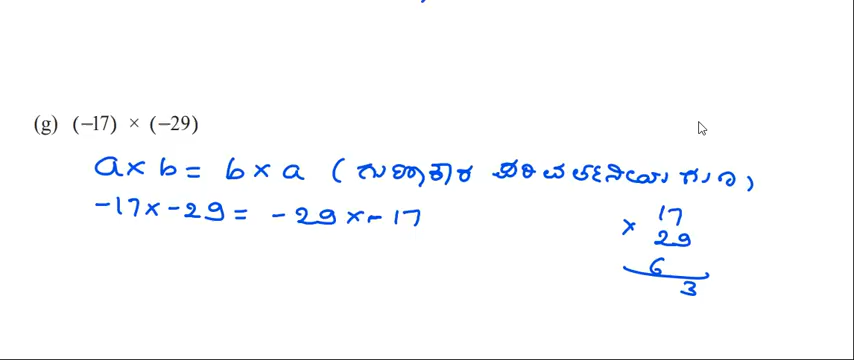 (g) (−17) × (−29)
a × b = b × a (ಗುಣಾಕಾರ ಪರಿವರ್ತನೀಯ ಗುಣ)
-17 × -29 = -29 × -17
17
× 29
6
3